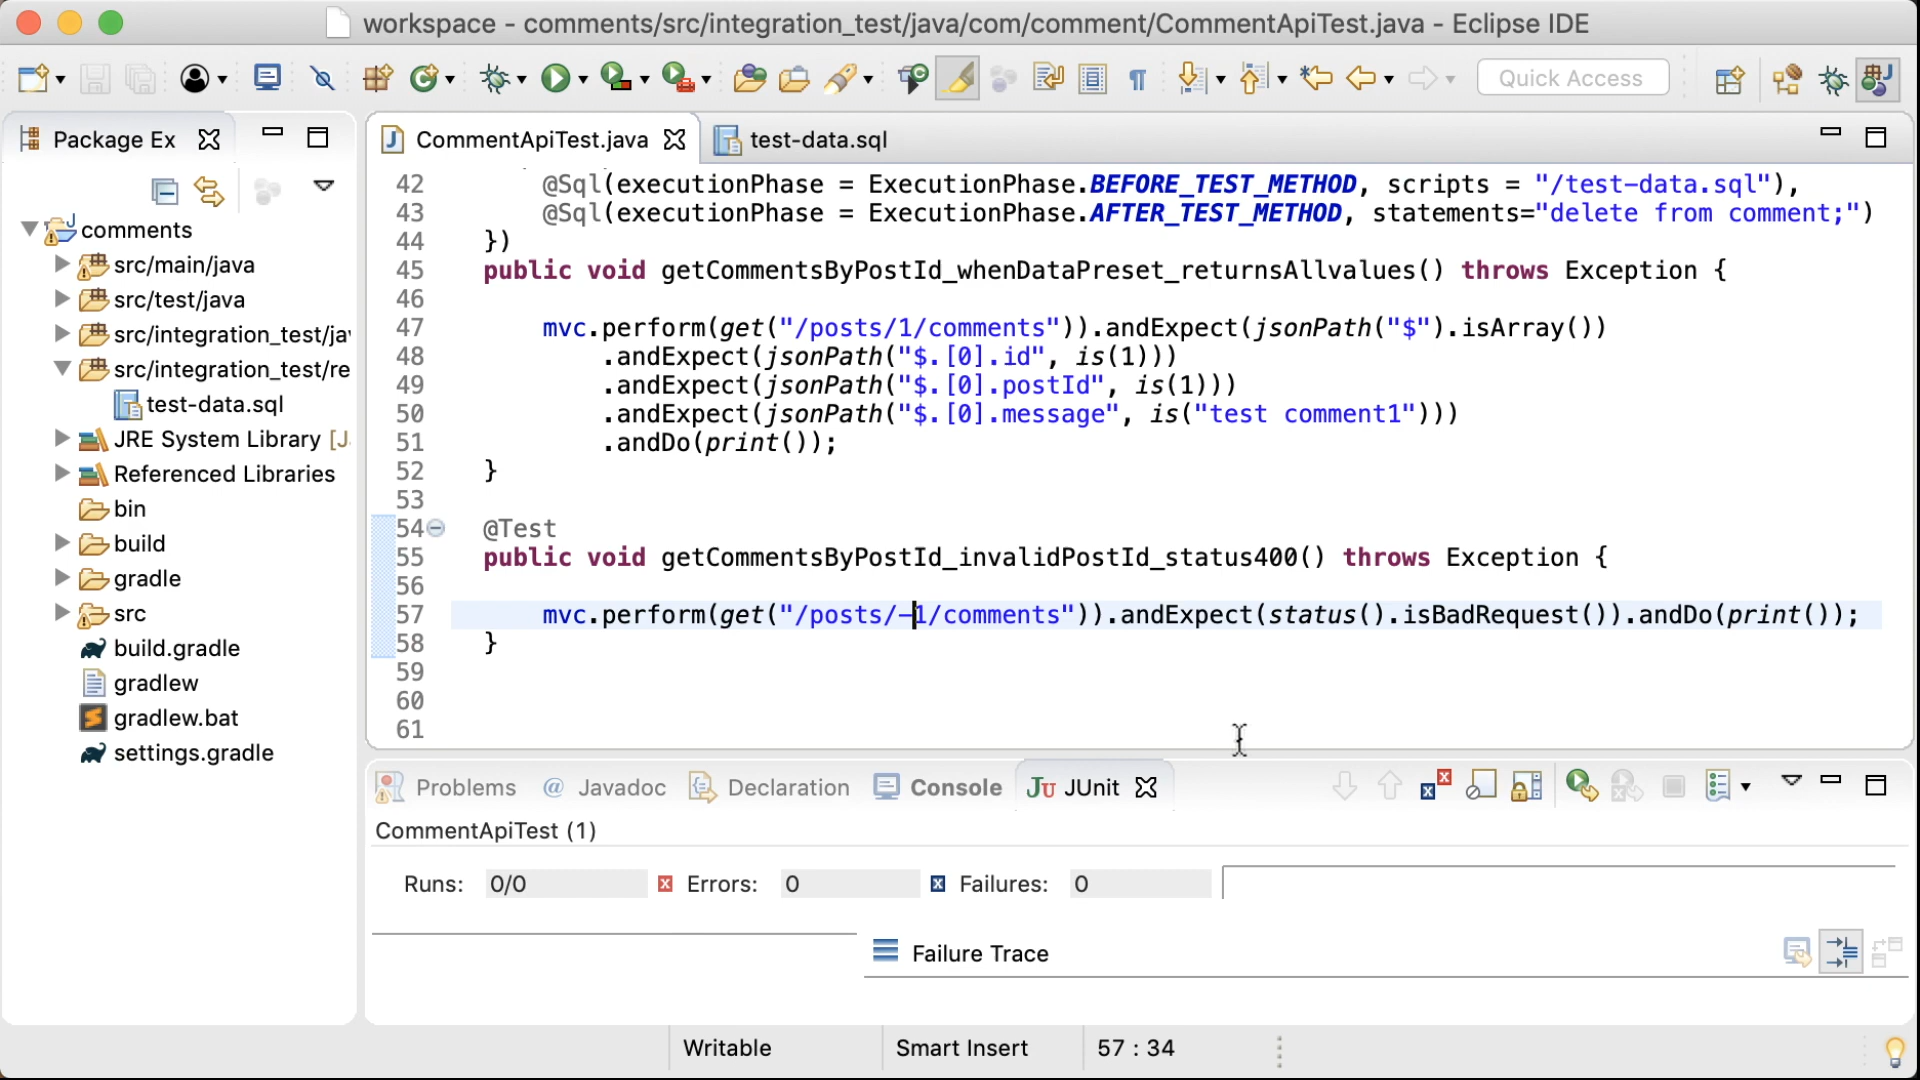 workspace - comments/src/integration_test/java/com/comment/CommentApiTest.java - Eclipse IDE
Quick Access
Package Ex
comments
src/main/java
src/test/java
src/integration_test/jav
src/integration_test/re
test-data.sql
JRE System Library [J
Referenced Libraries
bin
build
gradle
src
build.gradle
gradlew
gradlew.bat
settings.gradle
CommentApiTest.java
test-data.sql
42 @Sql(executionPhase = ExecutionPhase.BEFORE_TEST_METHOD, scripts = "/test-data.sql"),
43 @Sql(executionPhase = ExecutionPhase.AFTER_TEST_METHOD, statements="delete from comment;")
44 })
45 public void getCommentsByPostId_whenDataPreset_returnsAllvalues() throws Exception {
46
47 mvc.perform(get("/posts/1/comments")).andExpect(jsonPath("$").isArray())
48 .andExpect(jsonPath("$.[0].id", is(1)))
49 .andExpect(jsonPath("$.[0].postId", is(1)))
50 .andExpect(jsonPath("$.[0].message", is("test comment1")))
51 .andDo(print());
52 }
53
54 @Test
55 public void getCommentsByPostId_invalidPostId_status400() throws Exception {
56
57 mvc.perform(get("/posts/-1/comments")).andExpect(status().isBadRequest()).andDo(print());
58 }
59
60
61
Problems @ Javadoc Declaration Console JUnit
CommentApiTest (1)
Runs: 0/0 Errors: 0 Failures: 0
Failure Trace
Writable Smart Insert 57 : 34